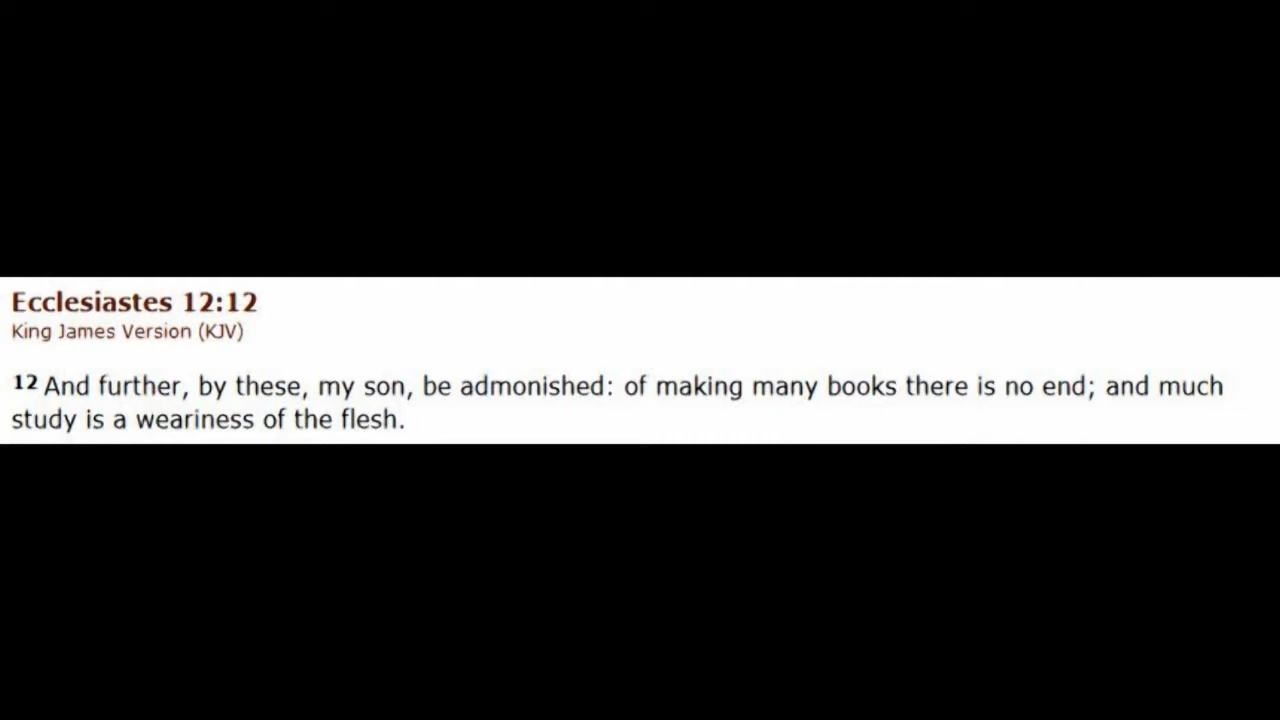 Ecclesiastes 12:12
King James Version (KJV)
12 And further, by these, my son, be admonished: of making many books there is no end; and much
study is a weariness of the flesh.